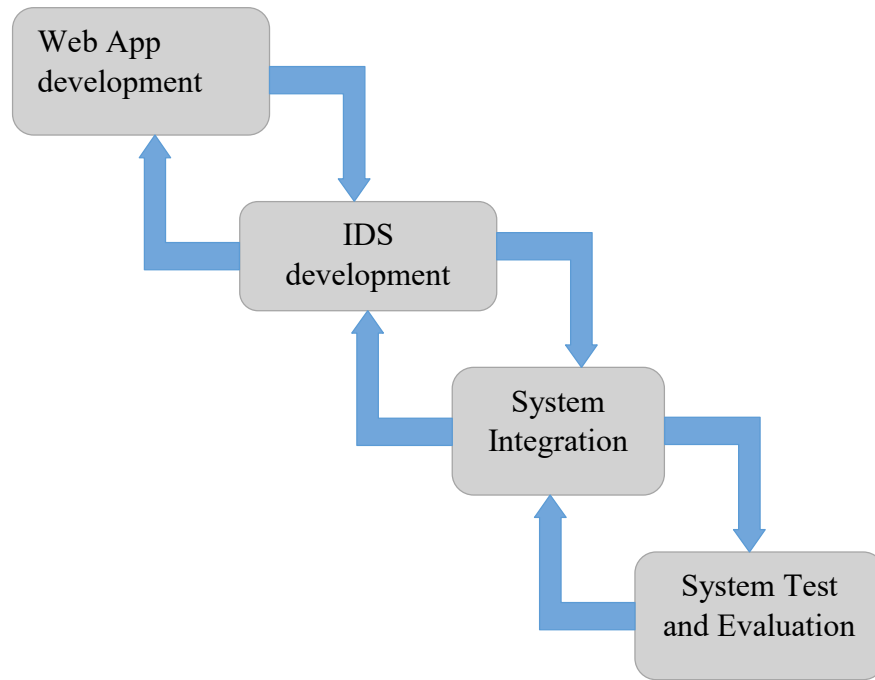 Web App
development
IDS
development
System
Integration
System Test
and Evaluation